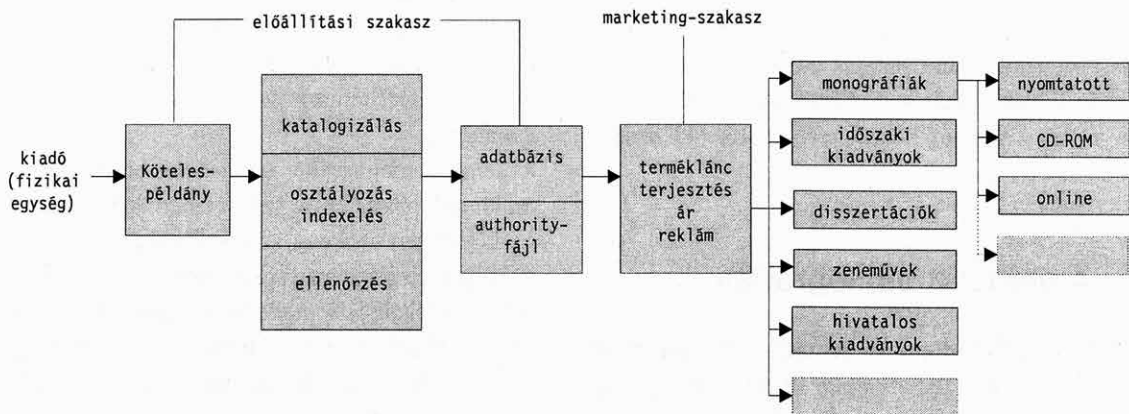 előállítási szakasz
marketing-szakasz
kiadó
(fizikai
egység)
Köteles-
példány
katalogizálás
osztályozás
indexelés
ellenőrzés
adatbázis
authority-
fájl
terméklánc
terjesztés
ár
reklám
monográfiák
időszaki
kiadványok
disszertációk
zeneművek
hivatalos
kiadványok
nyomtatott
CD-ROM
online